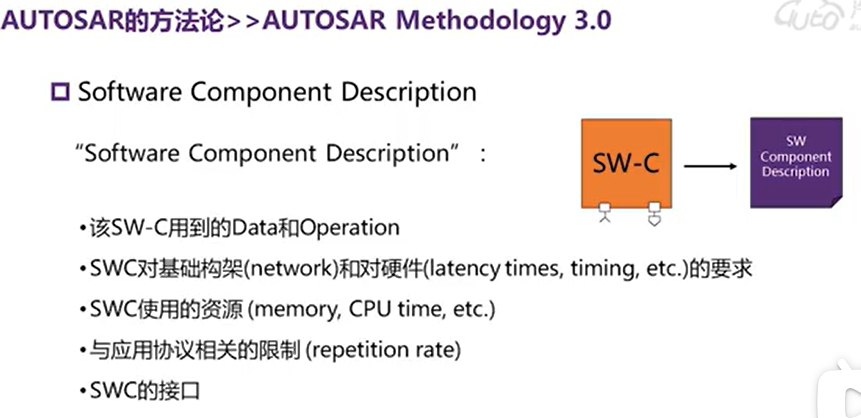 AUTOSAR的方法论>>AUTOSAR Methodology 3.0
Auto
Software Component Description
“Software Component Description” ：
SW-C
SW
Component
Description
•该SW-C用到的Data和Operation
•SWC对基础构架(network)和对硬件(latency times, timing, etc.)的要求
•SWC使用的资源 (memory, CPU time, etc.)
•与应用协议相关的限制 (repetition rate)
•SWC的接口